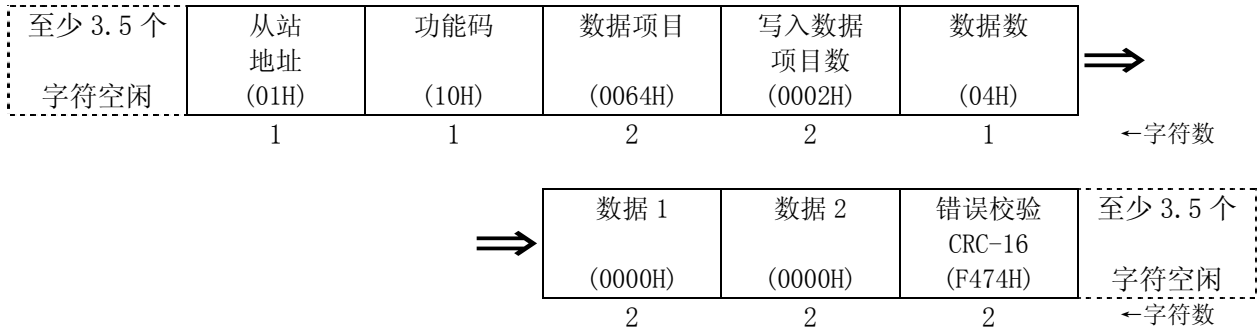 至少 3.5 个 从站 功能码 数据项目 写入数据 数据数
地址 项目数 ⇒
字符空闲 (01H) (10H) (0064H) (0002H) (04H)
1 1 2 2 1 ←字符数
数据 1 数据 2 错误校验 至少 3.5 个
⇒ CRC-16
(0000H) (0000H) (F474H) 字符空闲
2 2 2 ←字符数